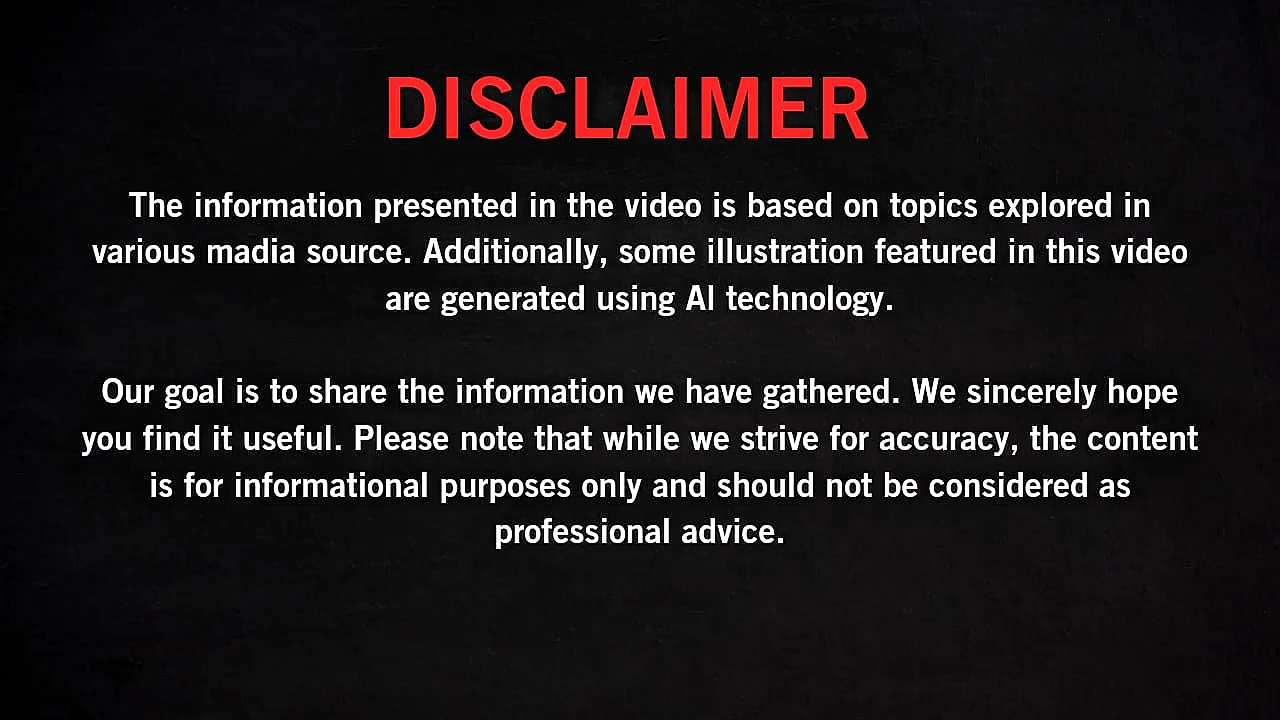 DISCLAIMER
The information presented in the video is based on topics explored in
various madia source. Additionally, some illustration featured in this video
are generated using AI technology.
Our goal is to share the information we have gathered. We sincerely hope
you find it useful. Please note that while we strive for accuracy, the content
is for informational purposes only and should not be considered as
professional advice.